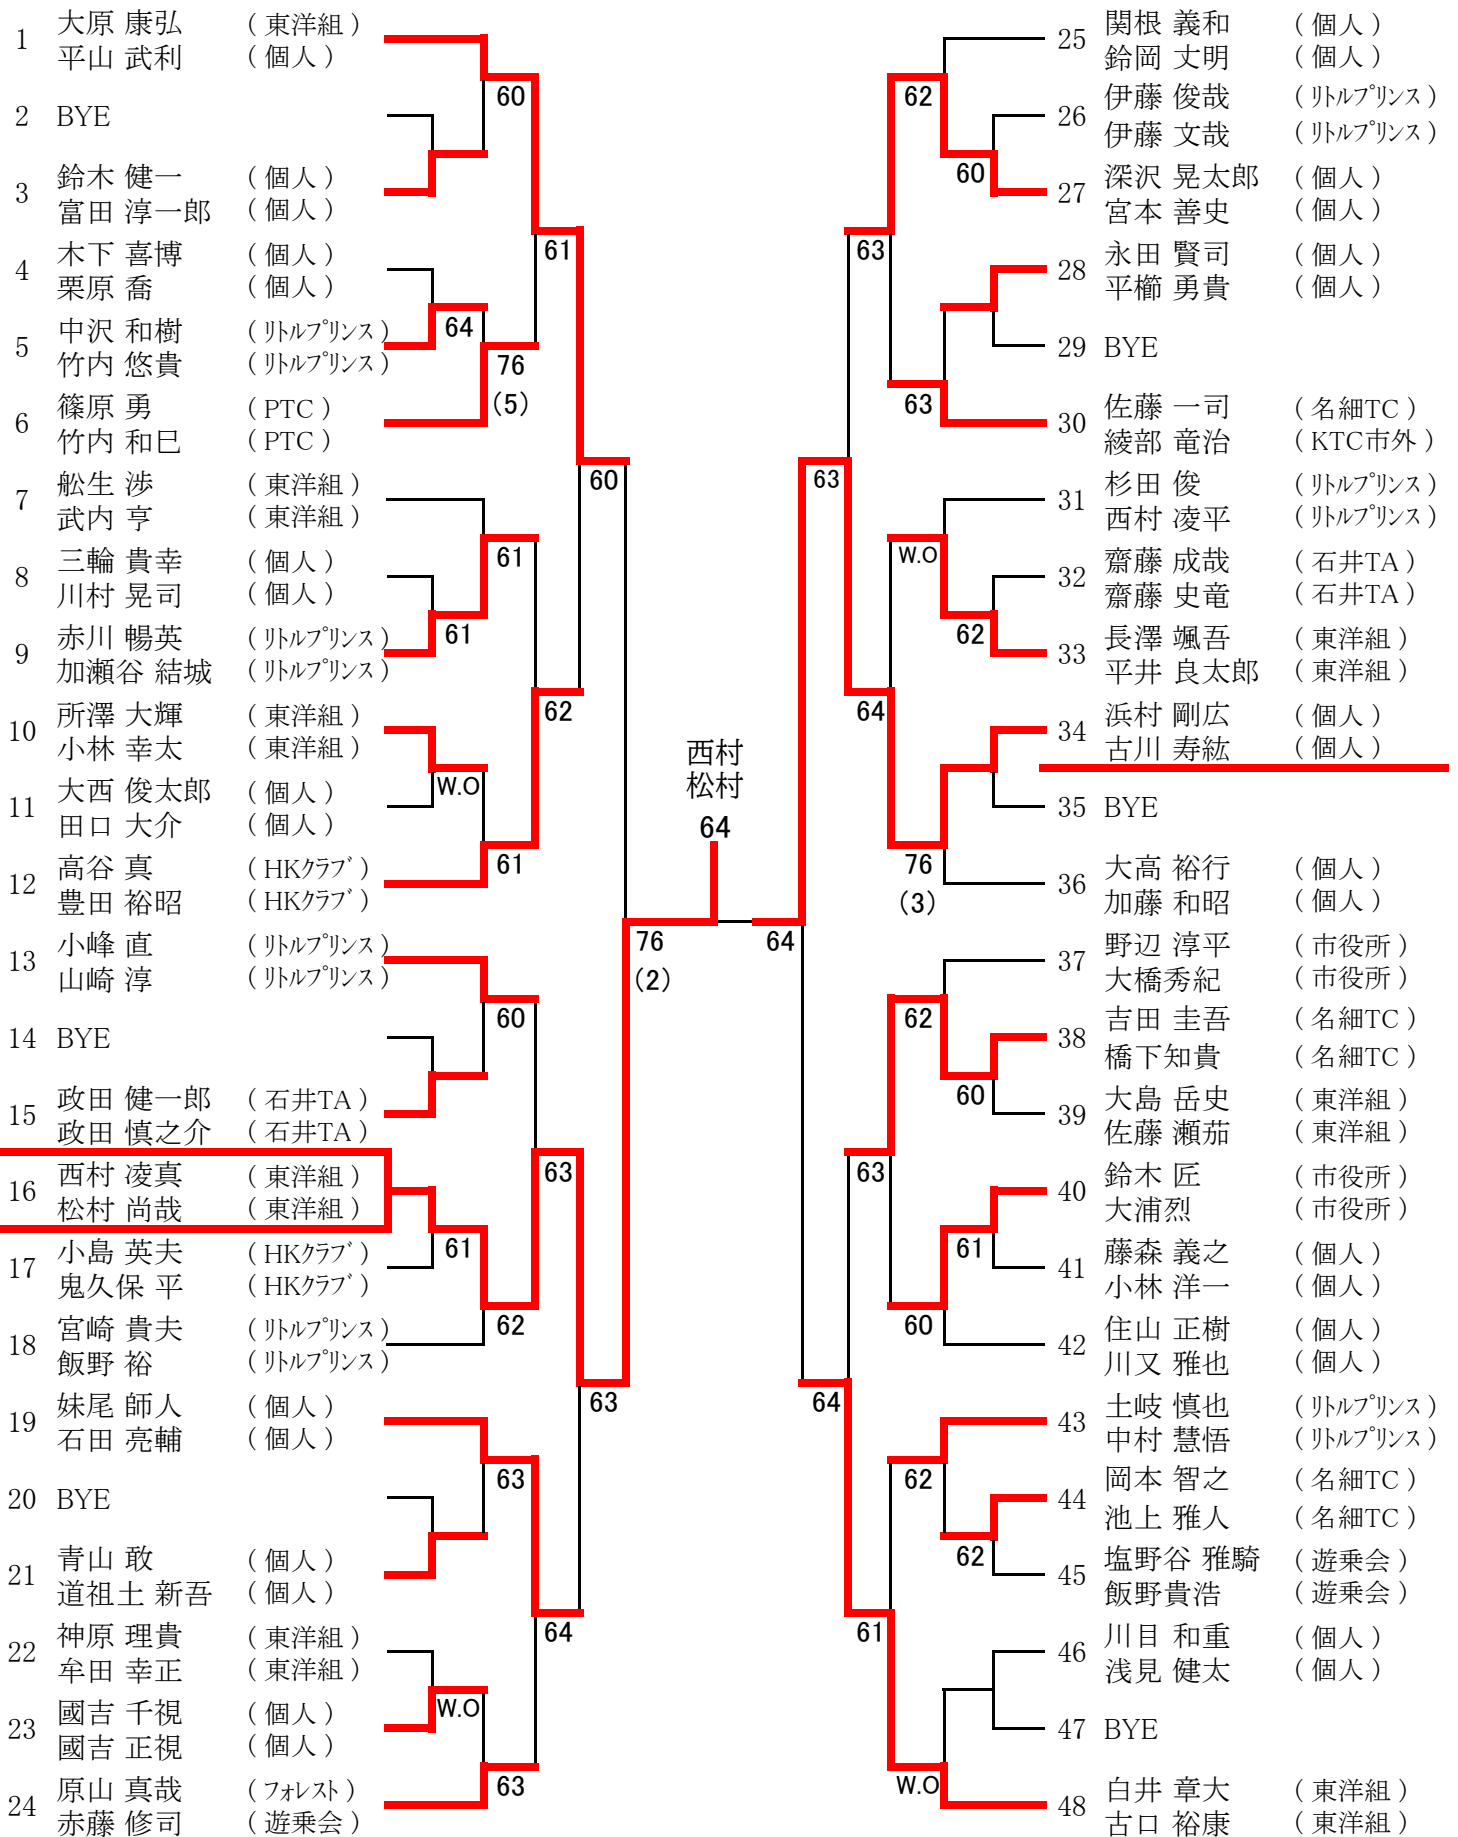 1 大原 康弘 ( 東洋組 )
平山 武利 ( 個人 )
60
2 BYE
3 鈴木 健一 ( 個人 )
富田 淳一郎 ( 個人 )
61
4 木下 喜博 ( 個人 )
栗原 喬 ( 個人 )
64
5 中沢 和樹 ( リトルプリンス )
竹内 悠貴 ( リトルプリンス )
76
(5)
6 篠原 勇 ( PTC )
竹内 和巳 ( PTC )
60
7 舩生 渉 ( 東洋組 )
武内 亨 ( 東洋組 )
61
8 三輪 貴幸 ( 個人 )
川村 晃司 ( 個人 )
61
9 赤川 暢英 ( リトルプリンス )
加瀬谷 結城 ( リトルプリンス )
62
10 所澤 大輝 ( 東洋組 )
小林 幸太 ( 東洋組 )
W.O
11 大西 俊太郎 ( 個人 )
田口 大介 ( 個人 )
61
12 高谷 真 ( HKクラブ )
豊田 裕昭 ( HKクラブ )
76
(2)
13 小峰 直 ( リトルプリンス )
山崎 淳 ( リトルプリンス )
60
14 BYE
15 政田 健一郎 ( 石井TA )
政田 慎之介 ( 石井TA )
63
16 西村 凌真 ( 東洋組 )
松村 尚哉 ( 東洋組 )
61
17 小島 英夫 ( HKクラブ )
鬼久保 平 ( HKクラブ )
62
18 宮崎 貴夫 ( リトルプリンス )
飯野 裕 ( リトルプリンス )
63
19 妹尾 師人 ( 個人 )
石田 亮輔 ( 個人 )
63
20 BYE
21 青山 敢 ( 個人 )
道祖土 新吾 ( 個人 )
64
22 神原 理貴 ( 東洋組 )
牟田 幸正 ( 東洋組 )
W.O
23 國吉 千視 ( 個人 )
國吉 正視 ( 個人 )
63
24 原山 真哉 ( フォレスト )
赤藤 修司 ( 遊乗会 )
西村
松村
64
25 関根 義和 ( 個人 )
鈴岡 丈明 ( 個人 )
62
26 伊藤 俊哉 ( リトルプリンス )
伊藤 文哉 ( リトルプリンス )
60
27 深沢 晃太郎 ( 個人 )
宮本 善史 ( 個人 )
63
28 永田 賢司 ( 個人 )
平櫛 勇貴 ( 個人 )
29 BYE
63
30 佐藤 一司 ( 名細TC )
綾部 竜治 ( KTC市外 )
63
31 杉田 俊 ( リトルプリンス )
西村 凌平 ( リトルプリンス )
W.O
32 齋藤 成哉 ( 石井TA )
齋藤 史竜 ( 石井TA )
62
33 長澤 颯吾 ( 東洋組 )
平井 良太郎 ( 東洋組 )
64
34 浜村 剛広 ( 個人 )
古川 寿紘 ( 個人 )
35 BYE
76
(3)
36 大高 裕行 ( 個人 )
加藤 和昭 ( 個人 )
64
37 野辺 淳平 ( 市役所 )
大橋秀紀 ( 市役所 )
62
38 吉田 圭吾 ( 名細TC )
橋下知貴 ( 名細TC )
60
39 大島 岳史 ( 東洋組 )
佐藤 瀬茄 ( 東洋組 )
63
40 鈴木 匠 ( 市役所 )
大浦烈 ( 市役所 )
61
41 藤森 義之 ( 個人 )
小林 洋一 ( 個人 )
60
42 住山 正樹 ( 個人 )
川又 雅也 ( 個人 )
64
43 土岐 慎也 ( リトルプリンス )
中村 慧悟 ( リトルプリンス )
62
44 岡本 智之 ( 名細TC )
池上 雅人 ( 名細TC )
62
45 塩野谷 雅騎 ( 遊乗会 )
飯野貴浩 ( 遊乗会 )
61
46 川目 和重 ( 個人 )
浅見 健太 ( 個人 )
47 BYE
W.O
48 白井 章大 ( 東洋組 )
古口 裕康 ( 東洋組 )